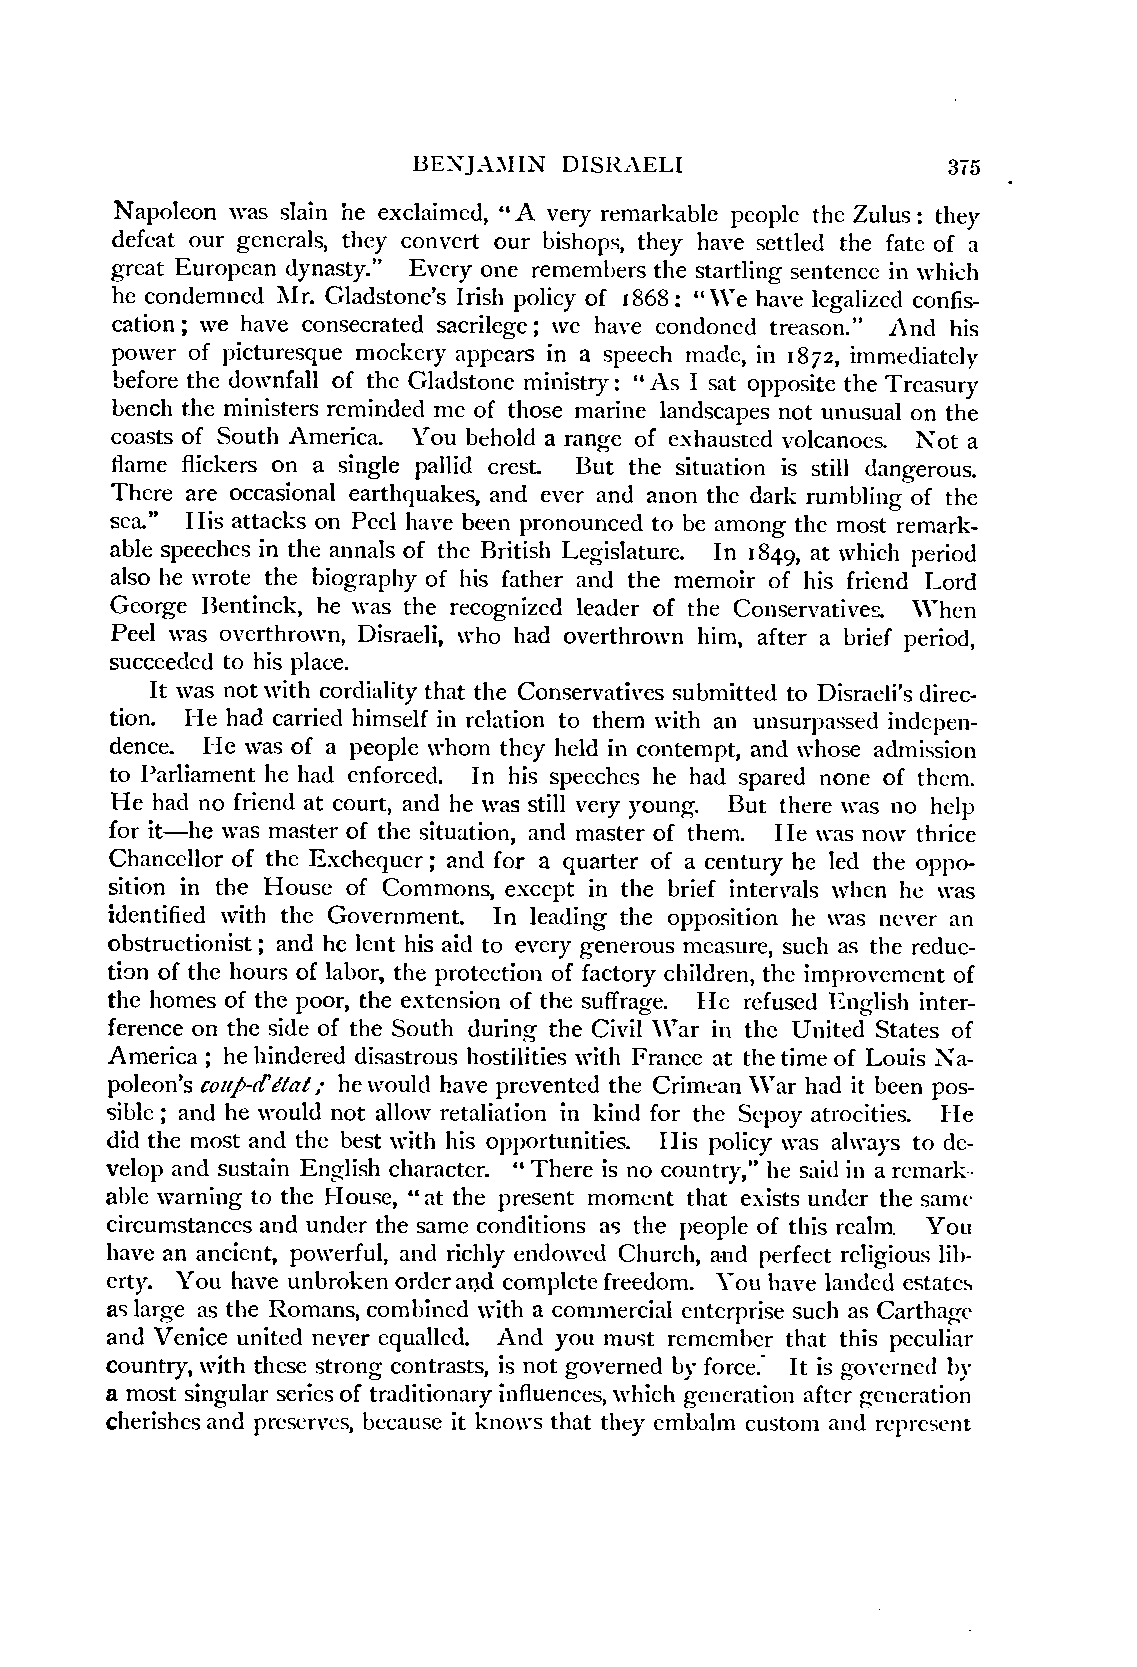 BENJAMIN DISRAELI 375
Napoleon was slain he exclaimed, "A very remarkable people the Zulus: they
defeat our generals, they convert our bishops, they have settled the fate of a
great European dynasty." Every one remembers the startling sentence in which
he condemned Mr. Gladstone's Irish policy of 1868: "We have legalized confis-
cation; we have consecrated sacrilege; we have condoned treason." And his
power of picturesque mockery appears in a speech made, in 1872, immediately
before the downfall of the Gladstone ministry: "As I sat opposite the Treasury
bench the ministers reminded me of those marine landscapes not unusual on the
coasts of South America. You behold a range of exhausted volcanoes. Not a
flame flickers on a single pallid crest. But the situation is still dangerous.
There are occasional earthquakes, and ever and anon the dark rumbling of the
sea." His attacks on Peel have been pronounced to be among the most remark-
able speeches in the annals of the British Legislature. In 1849, at which period
also he wrote the biography of his father and the memoir of his friend Lord
George Bentinck, he was the recognized leader of the Conservatives. When
Peel was overthrown, Disraeli, who had overthrown him, after a brief period,
succeeded to his place.
It was not with cordiality that the Conservatives submitted to Disraeli's direc-
tion. He had carried himself in relation to them with an unsurpassed indepen-
dence. He was of a people whom they held in contempt, and whose admission
to Parliament he had enforced. In his speeches he had spared none of them.
He had no friend at court, and he was still very young. But there was no help
for it—he was master of the situation, and master of them. He was now thrice
Chancellor of the Exchequer; and for a quarter of a century he led the oppo-
sition in the House of Commons, except in the brief intervals when he was
identified with the Government. In leading the opposition he was never an
obstructionist; and he lent his aid to every generous measure, such as the reduc-
tion of the hours of labor, the protection of factory children, the improvement of
the homes of the poor, the extension of the suffrage. He refused English inter-
ference on the side of the South during the Civil War in the United States of
America; he hindered disastrous hostilities with France at the time of Louis Na-
poleon's coup-d'état; he would have prevented the Crimean War had it been pos-
sible; and he would not allow retaliation in kind for the Sepoy atrocities. He
did the most and the best with his opportunities. His policy was always to de-
velop and sustain English character. "There is no country," he said in a remark-
able warning to the House, "at the present moment that exists under the same
circumstances and under the same conditions as the people of this realm. You
have an ancient, powerful, and richly endowed Church, and perfect religious lib-
erty. You have unbroken order and complete freedom. You have landed estates
as large as the Romans, combined with a commercial enterprise such as Carthage
and Venice united never equalled. And you must remember that this peculiar
country, with these strong contrasts, is not governed by force. It is governed by
a most singular series of traditionary influences, which generation after generation
cherishes and preserves, because it knows that they embalm custom and represent